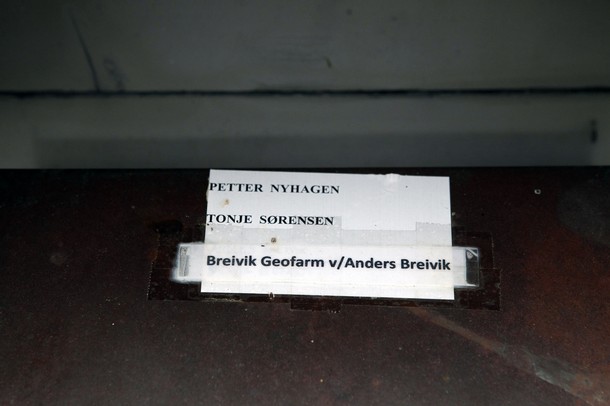 PETTER NYHAGEN
TONJE SØRENSEN
Breivik Geofarm v/Anders Breivik